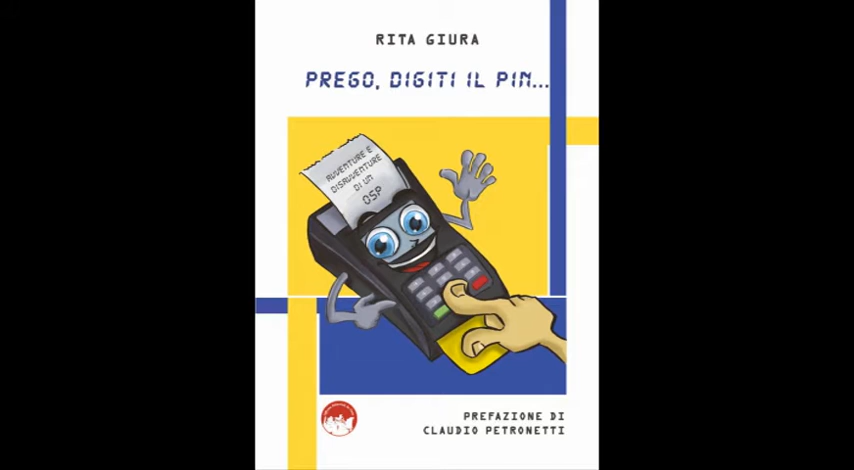 RITA GIURA
PREGO, DIGITI IL PIN...
AVVENTURE E
DISAVVENTURE
DI UN
OSP
PREFAZIONE DI
CLAUDIO PETRONETTI